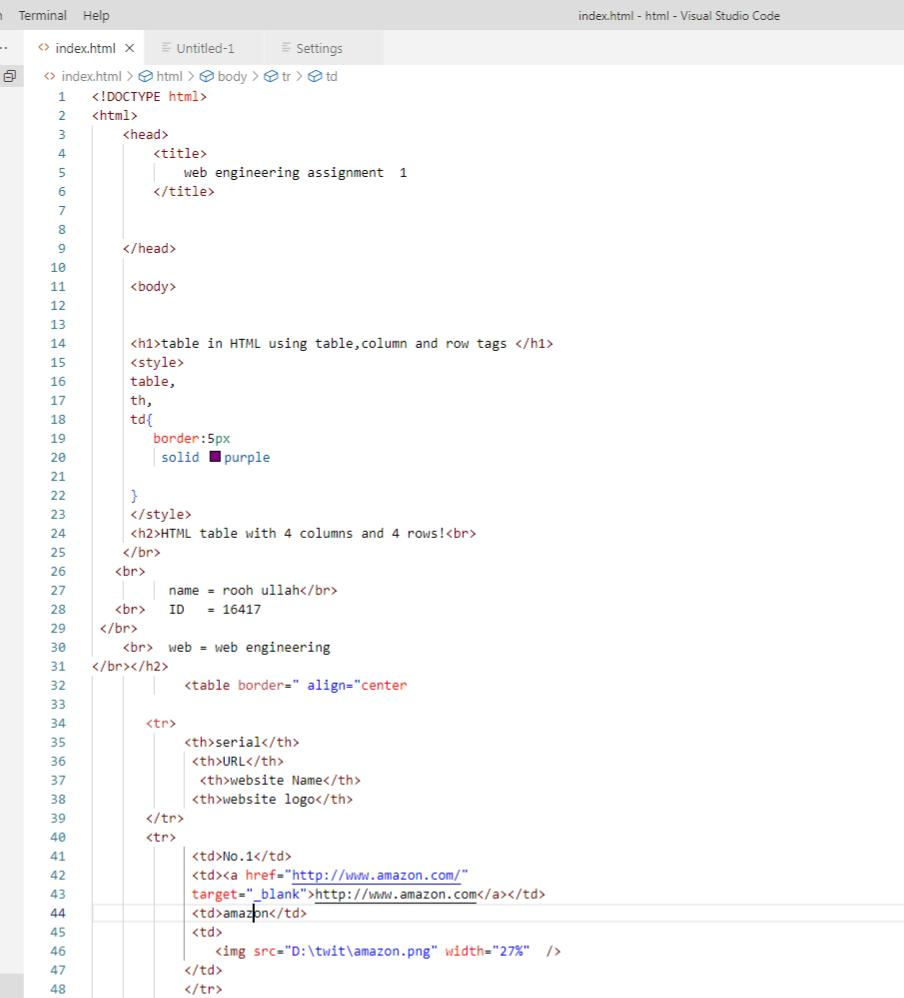 Terminal Help index.html - html - Visual Studio Code
<> index.html × Untitled-1 Settings
<> index.html > html > body > tr > td
1 <!DOCTYPE html>
2 <html>
3 <head>
4 <title>
5 web engineering assignment  1
6 </title>
7
8
9 </head>
10
11 <body>
12
13
14 <h1>table in HTML using table,column and row tags </h1>
15 <style>
16 table,
17 th,
18 td{
19 border:5px
20 solid purple
21
22 }
23 </style>
24 <h2>HTML table with 4 columns and 4 rows!<br>
25 </br>
26 <br>
27 name = rooh ullah</br>
28 <br>   ID   = 16417
29 </br>
30 <br>  web = web engineering
31 </br></h2>
32 <table border=" align="center
33
34 <tr>
35 <th>serial</th>
36 <th>URL</th>
37 <th>website Name</th>
38 <th>website logo</th>
39 </tr>
40 <tr>
41 <td>No.1</td>
42 <td><a href="http://www.amazon.com/"
43 target="_blank">http://www.amazon.com</a></td>
44 <td>amazon</td>
45 <td>
46 <img src="D:\twit\amazon.png" width="27%"  />
47 </td>
48 </tr>